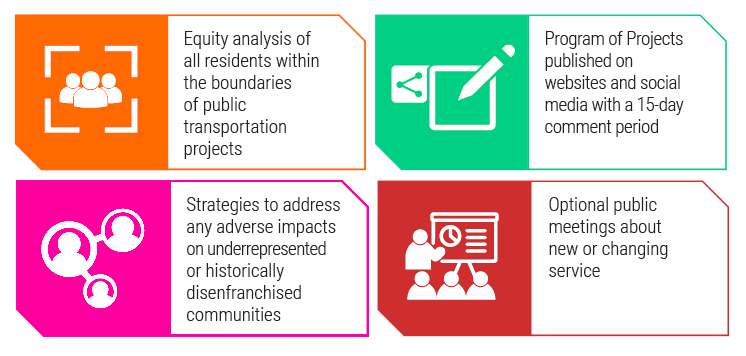 Equity analysis of
all residents within
the boundaries
of public
transportation
projects
Program of Projects
published on
websites and social
media with a 15-day
comment period
Strategies to address
any adverse impacts
on underrepresented
or historically
disenfranchised
communities
Optional public
meetings about
new or changing
service